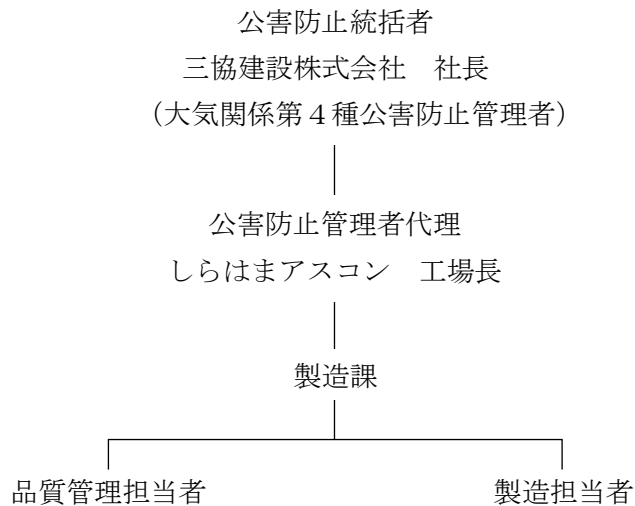 公害防止統括者
三協建設株式会社　社長
（大気関係第４種公害防止管理者）
公害防止管理者代理
しらはまアスコン　工場長
製造課
品質管理担当者
製造担当者